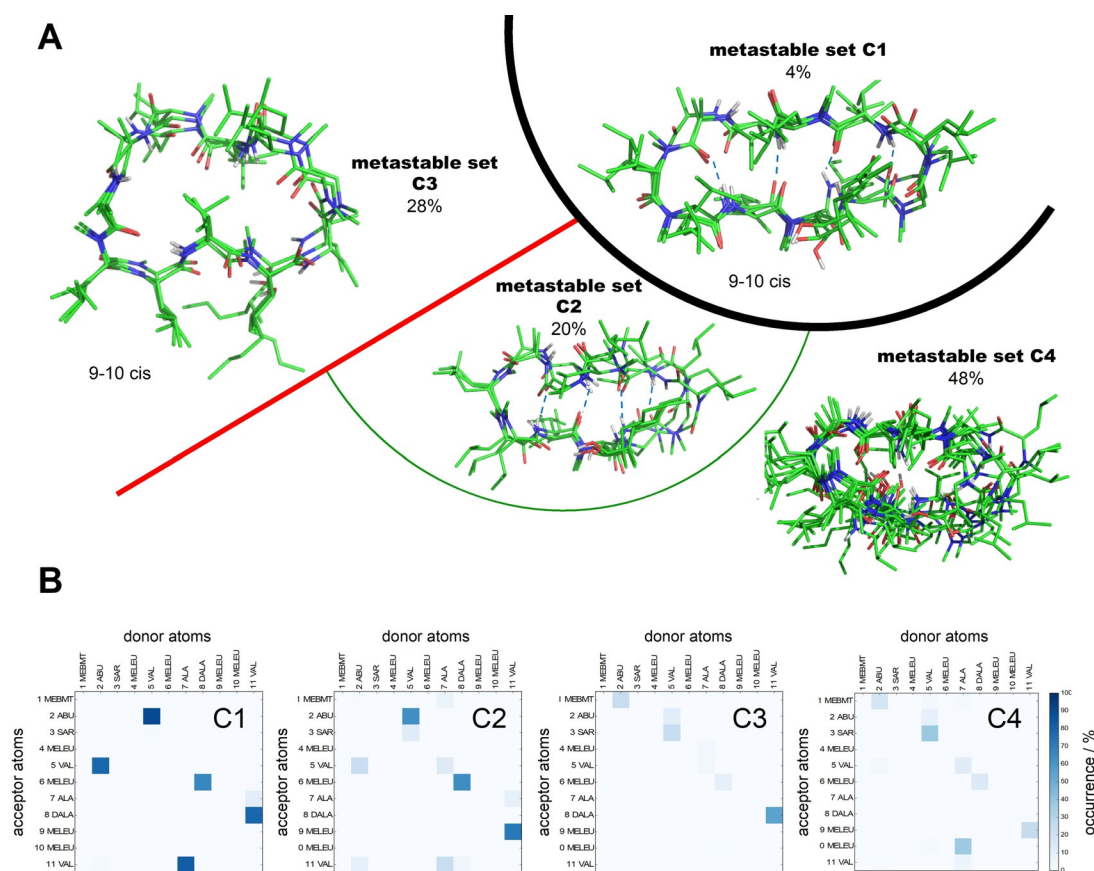 A
metastable set C1
4%
metastable set
C3
28%
9-10 cis
metastable set
C2
20%
9-10 cis
metastable set C4
48%
B
donor atoms
1 MEBMT
2 ABU
3 SAR
4 MELEU
5 VAL
6 MELEU
7 ALA
8 DALA
9 MELEU
10 MELEU
11 VAL
acceptor atoms
1 MEBMT
2 ABU
3 SAR
4 MELEU
5 VAL
6 MELEU
7 ALA
8 DALA
9 MELEU
10 MELEU
11 VAL
C1
donor atoms
1 MEBMT
2 ABU
3 SAR
4 MELEU
5 VAL
6 MELEU
7 ALA
8 DALA
9 MELEU
10 MELEU
11 VAL
acceptor atoms
1 MEBMT
2 ABU
3 SAR
4 MELEU
5 VAL
6 MELEU
7 ALA
8 DALA
9 MELEU
0 MELEU
11 VAL
C2
donor atoms
1 MEBMT
2 ABU
3 SAR
4 MELEU
5 VAL
6 MELEU
7 ALA
8 DALA
9 MELEU
10 MELEU
11 VAL
acceptor atoms
1 MEBMT
2 ABU
3 SAR
4 MELEU
5 VAL
6 MELEU
7 ALA
8 DALA
9 MELEU
0 MELEU
11 VAL
C3
donor atoms
1 MEBMT
2 ABU
3 SAR
4 MELEU
5 VAL
6 MELEU
7 ALA
8 DALA
9 MELEU
10 MELEU
11 VAL
acceptor atoms
1 MEBMT
2 ABU
3 SAR
4 MELEU
5 VAL
6 MELEU
7 ALA
8 DALA
9 MELEU
0 MELEU
11 VAL
C4
100
90
80
70
60
50
40
30
20
10
0
occurrence / %